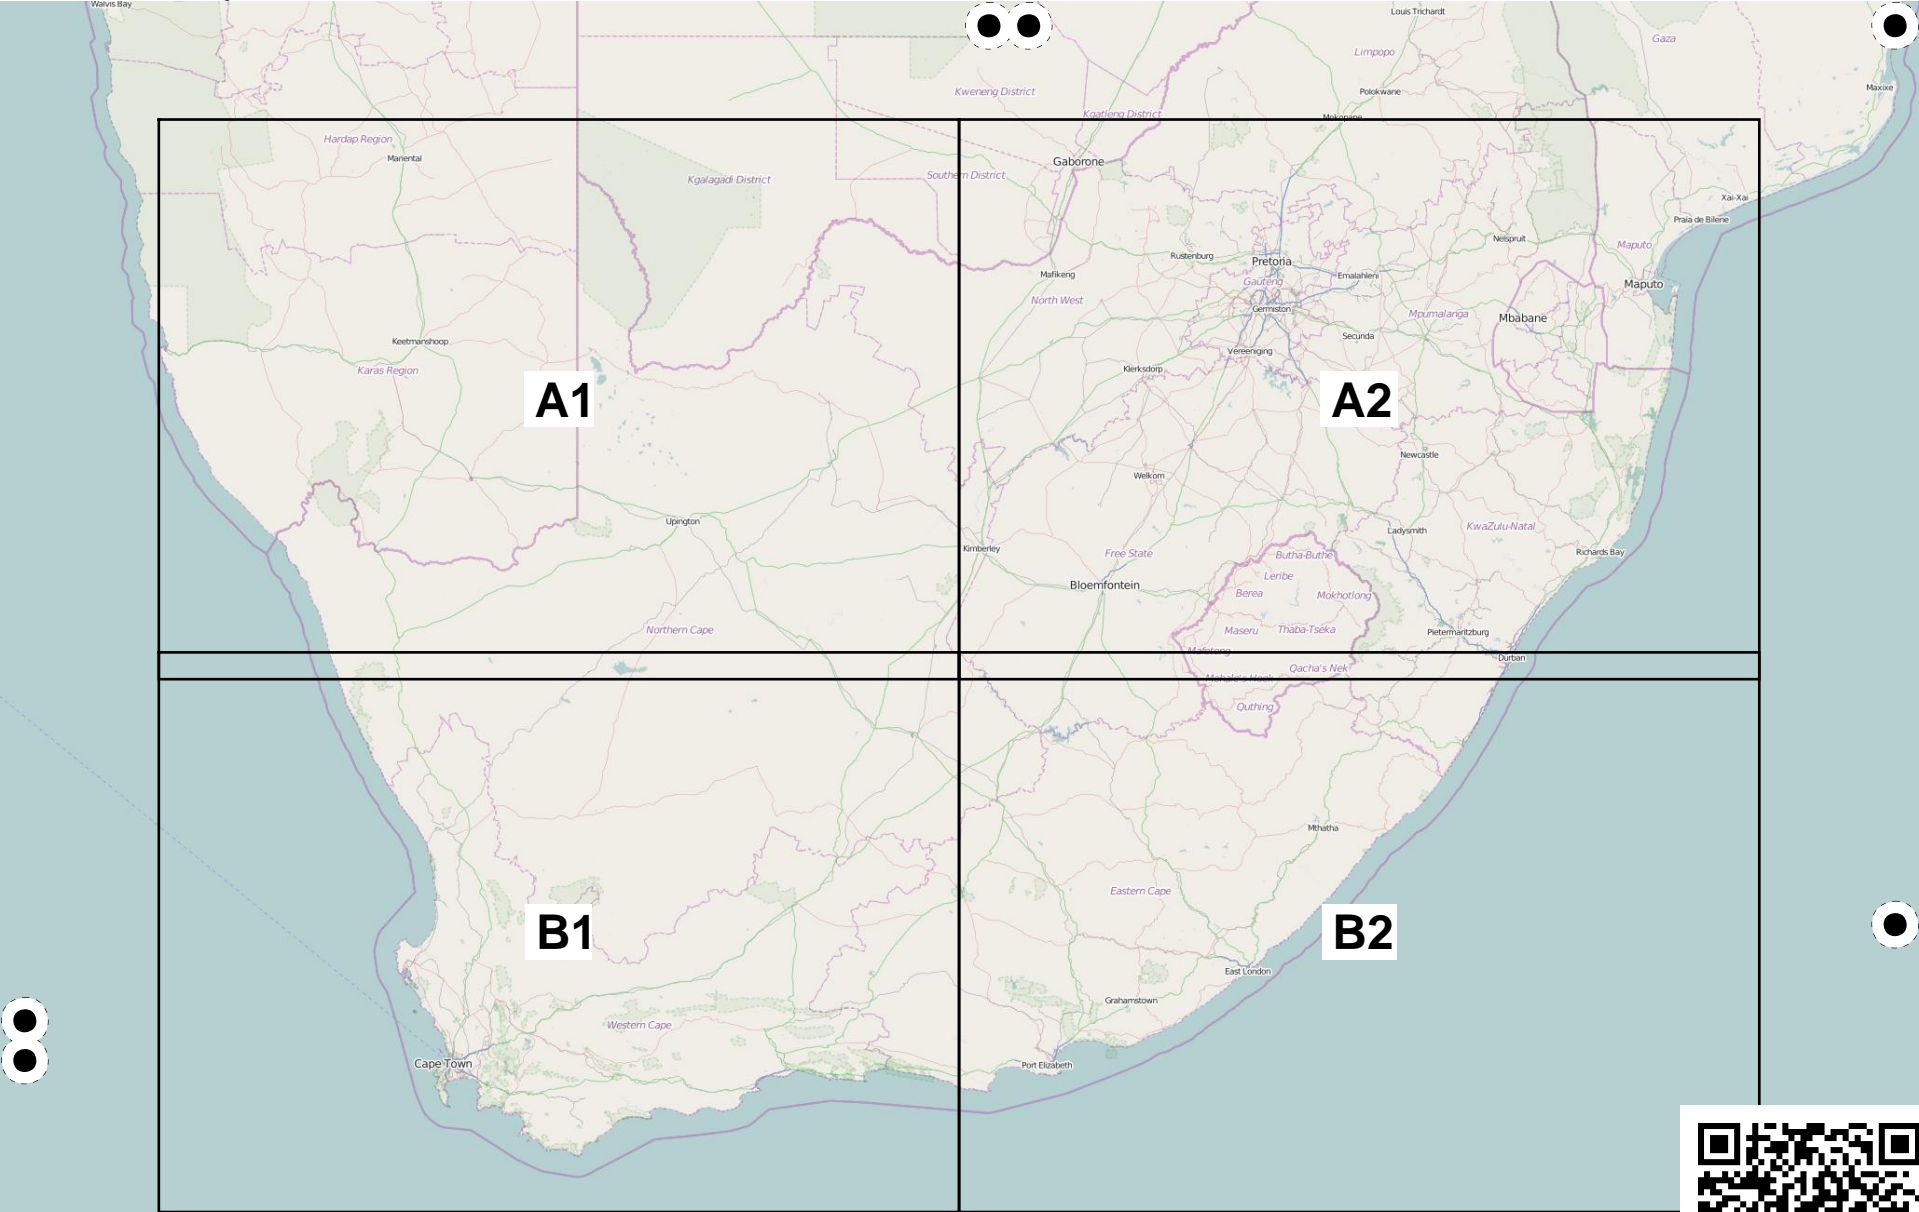 Walvis Bay
Louis Trichardt
Gaza
Limpopo
Kweneng District
Polokwane
Maxixe
Kgatleng District
Mokopane
Hardap Region
Mariental
Gaborone
Kgalagadi District
Southern District
Xai-Xai
Praia de Bilene
Nelspruit
Maputo
Rustenburg
Pretoria
Mafikeng
Emalahleni
Gauteng
Maputo
North West
Germiston
Mpumalanga
Mbabane
Keetmanshoop
Secunda
Vereeniging
Karas Region
Klerksdorp
A1
A2
Newcastle
Welkom
Upington
KwaZulu-Natal
Ladysmith
Kimberley
Free State
Butha-Buthe
Richards Bay
Bloemfontein
Leribe
Berea
Mokhotlong
Northern Cape
Maseru
Thaba-Tseka
Pietermaritzburg
Mafeteng
Durban
Qacha's Nek
Mohale's Hoek
Quthing
Mthatha
Eastern Cape
B1
B2
East London
Grahamstown
Western Cape
Cape Town
Port Elizabeth